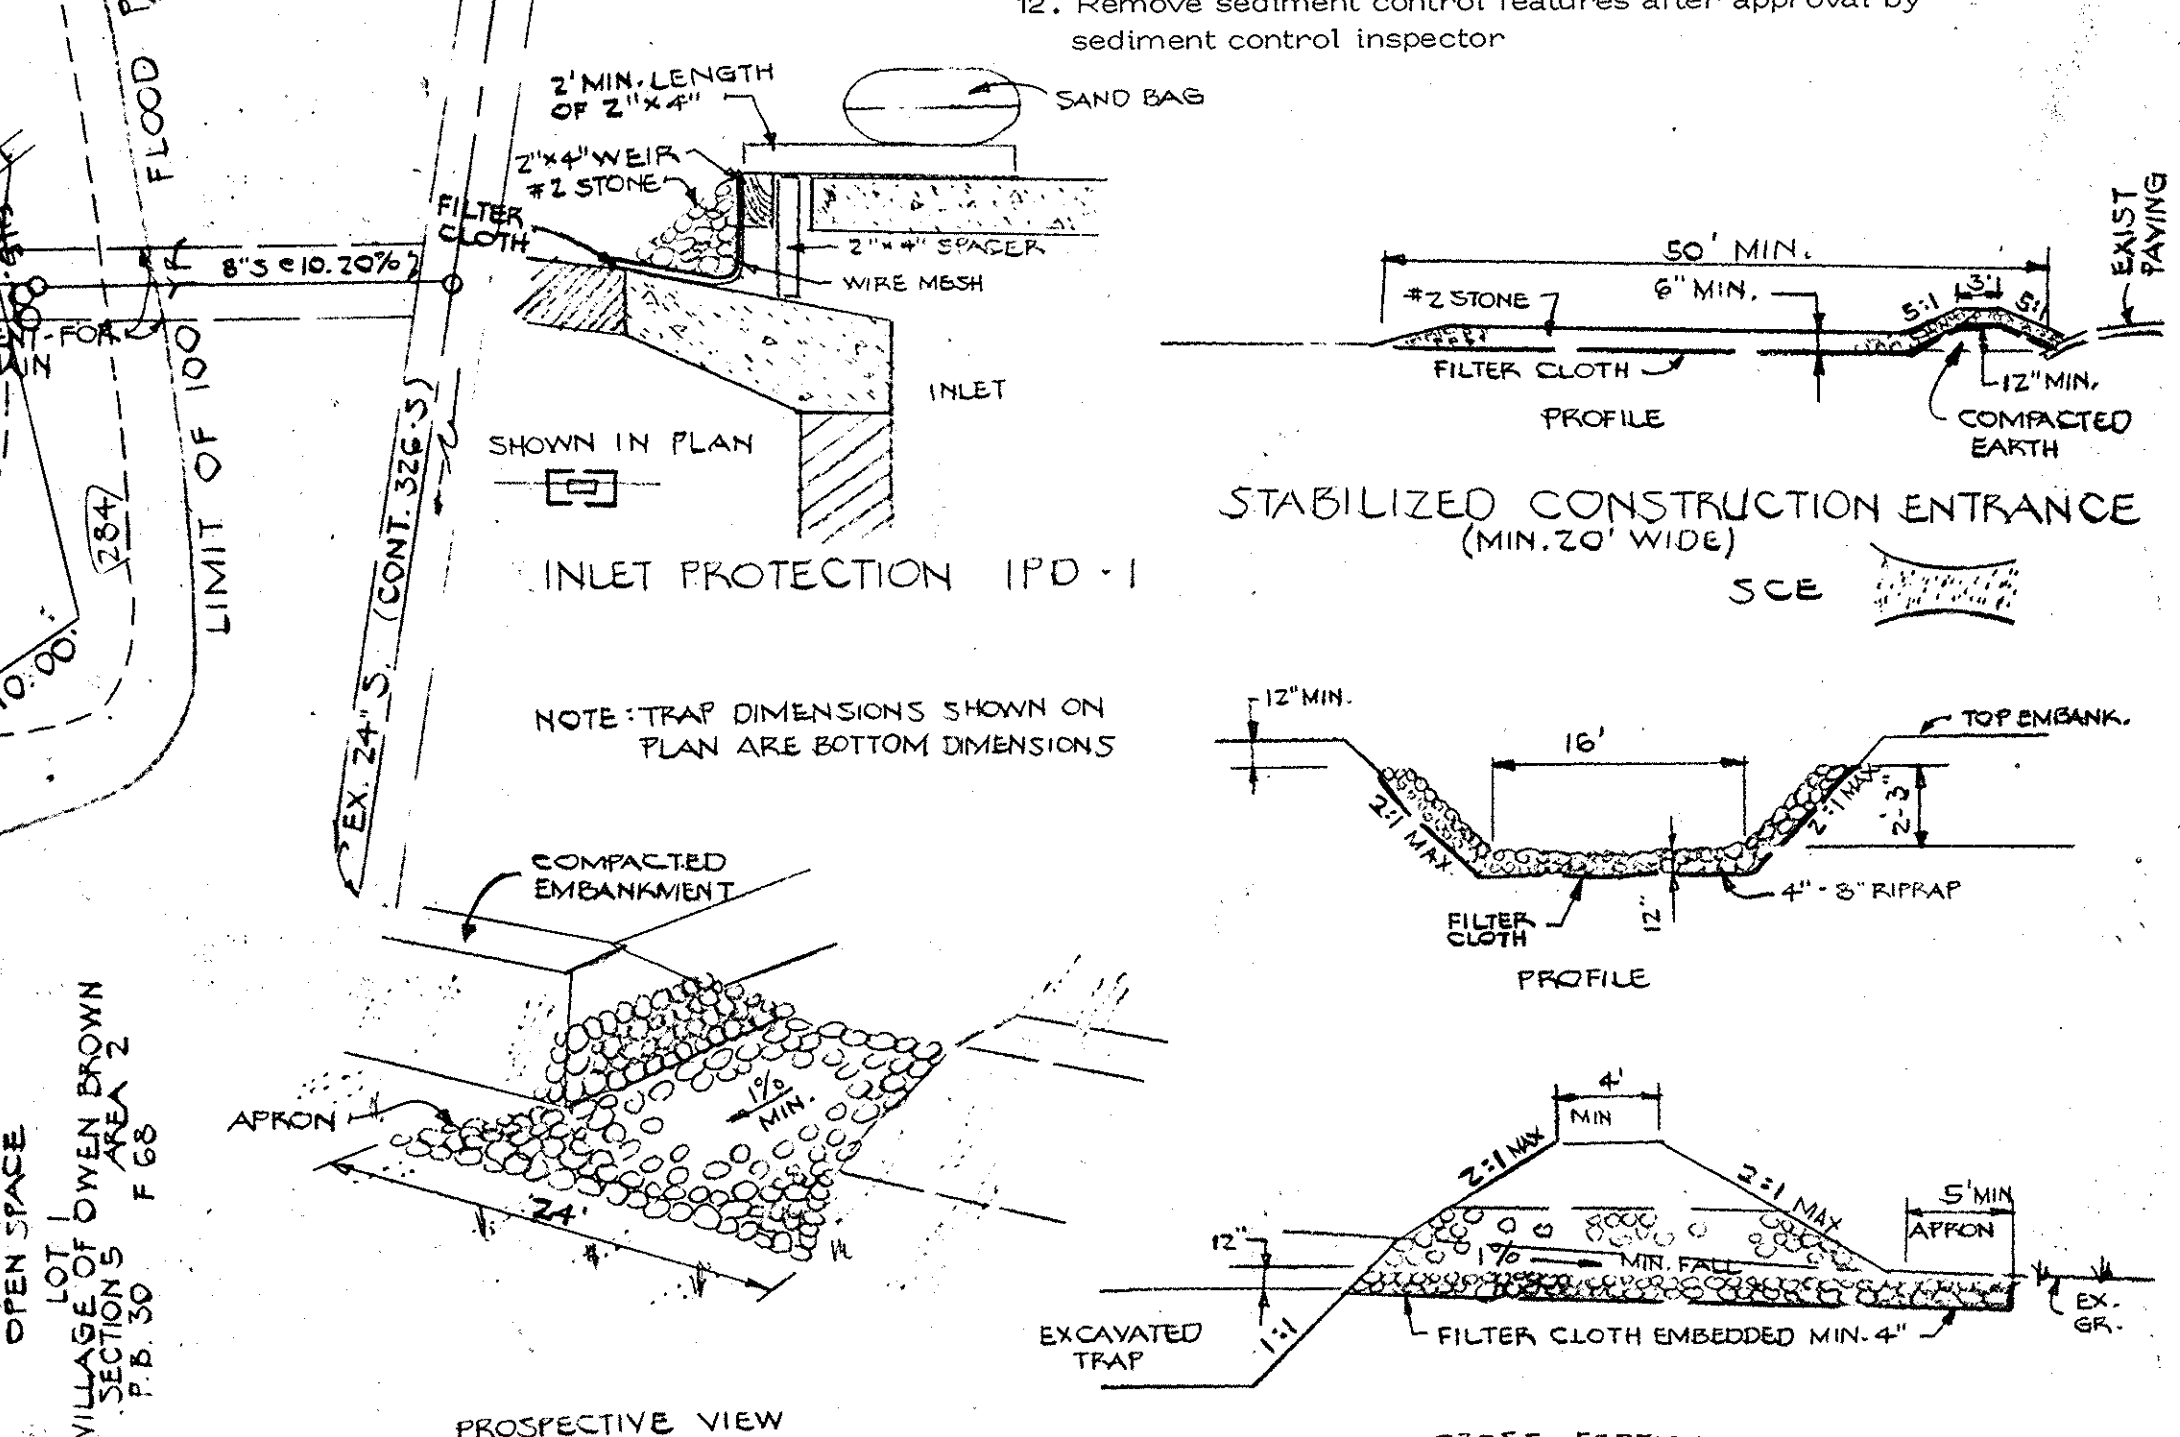 12. Remove sediment control features after approval by
sediment control inspector
2' MIN. LENGTH
OF 2"x4"
SAND BAG
2"x4" WEIR
#2 STONE
FILTER
CLOTH
2"x4" SPACER
WIRE MESH
INLET
SHOWN IN PLAN
INLET PROTECTION IPD-1
EXIST
PAVING
50' MIN.
#2 STONE
6" MIN.
5:1
3'
5:1
FILTER CLOTH
12" MIN.
PROFILE
COMPACTED
EARTH
STABILIZED CONSTRUCTION ENTRANCE
(MIN. 20' WIDE)
SCE
FLOOD
8"S @ 10.20%
LIMIT OF 100
284
EX. 24" S. (CONT. 326-S)
NOTE: TRAP DIMENSIONS SHOWN ON
PLAN ARE BOTTOM DIMENSIONS
12" MIN.
TOP EMBANK.
16'
2:1 MAX.
2:1 MAX
2'-3"
12"
4"-8" RIPRAP
FILTER
CLOTH
PROFILE
COMPACTED
EMBANKMENT
APRON
1%
MIN.
24'
PROSPECTIVE VIEW
OPEN SPACE
LOT 1
VILLAGE OF OWEN BROWN
SECTION 5 AREA 2
P.B. 30 F 68
4'
MIN
2:1 MAX
2:1 MAX
5' MIN
APRON
12"
1% MIN. FALL
EX.
GR.
EXCAVATED
TRAP
1:1
FILTER CLOTH EMBEDDED MIN. 4"